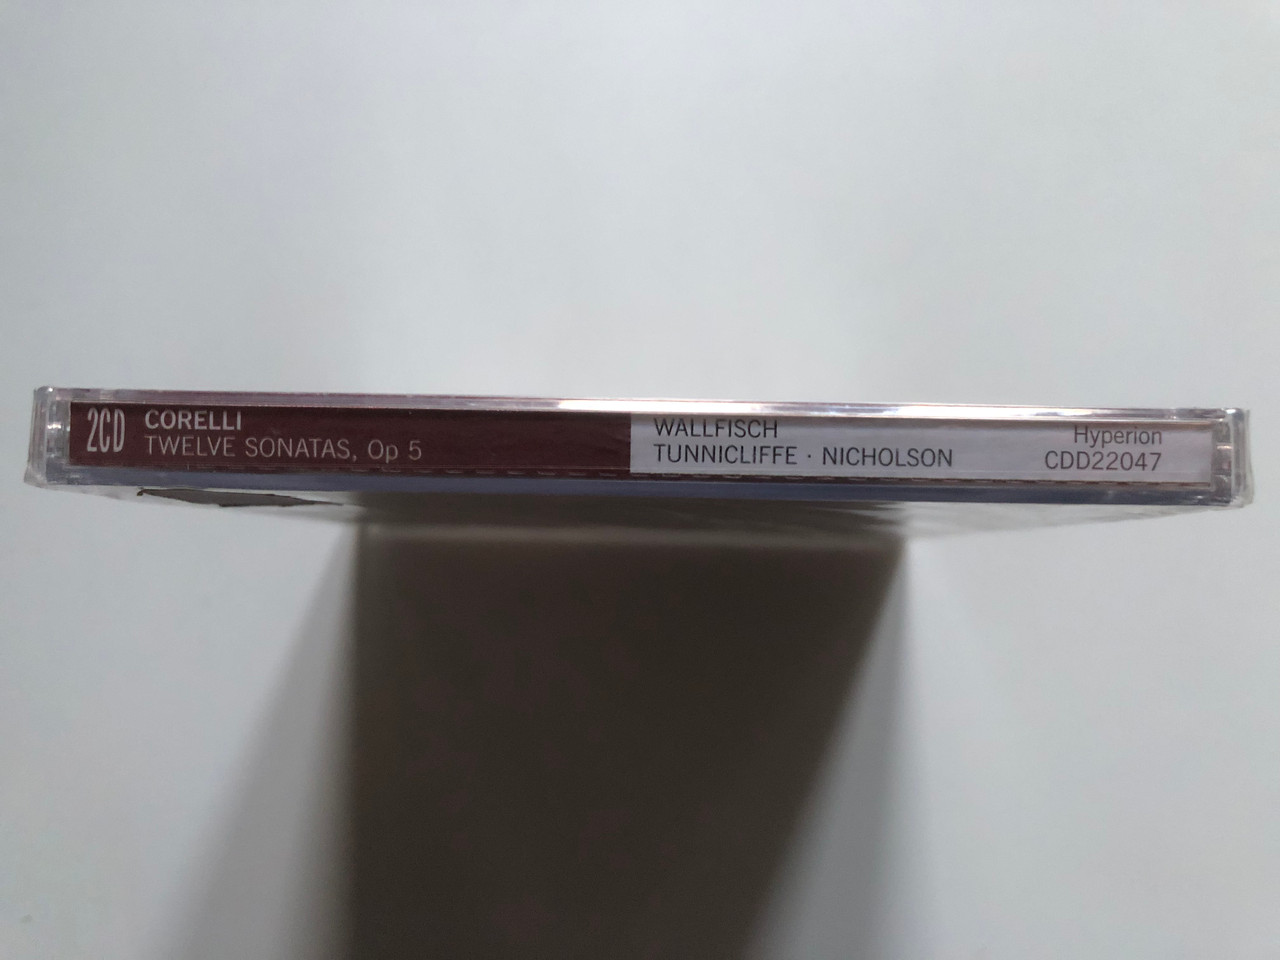 2CD
CORELLI
TWELVE SONATAS, Op 5
WALLFISCH
TUNNICLIFFE · NICHOLSON
Hyperion
CDD22047